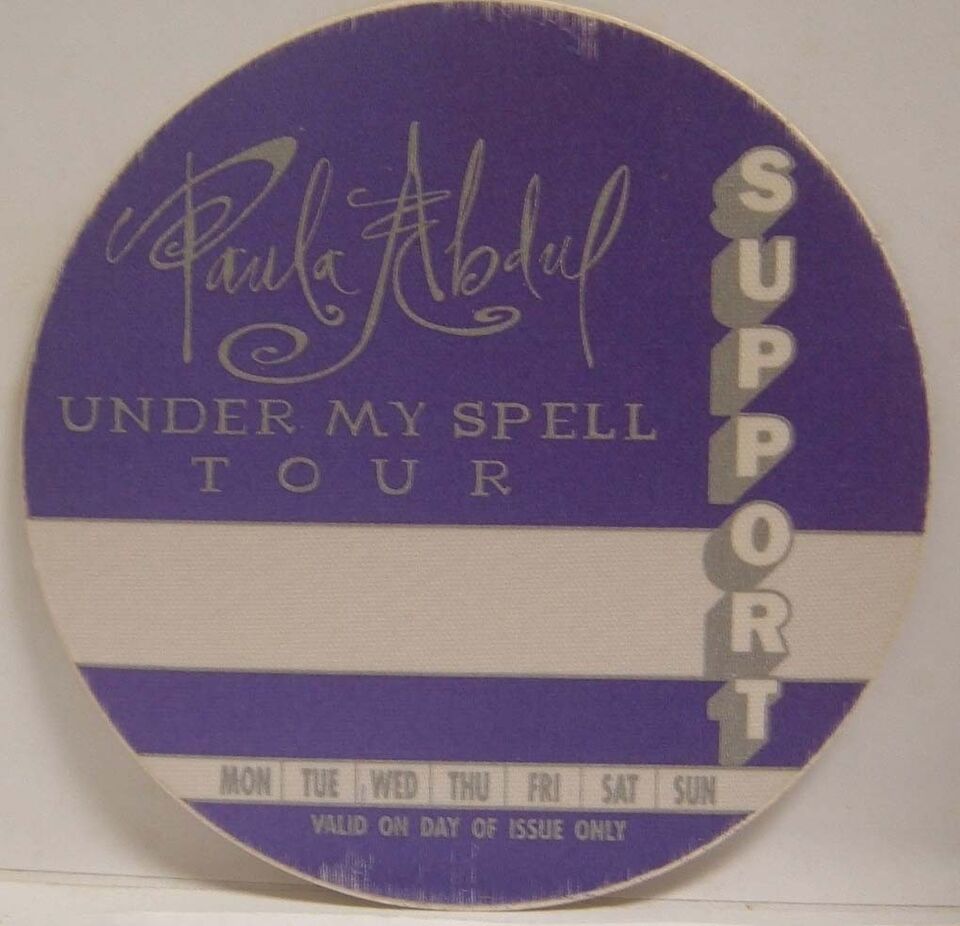 Paula Abdul
UNDER MY SPELL
TOUR
SUPPORT
MON TUE WED THU FRI SAT SUN
VALID ON DAY OF ISSUE ONLY